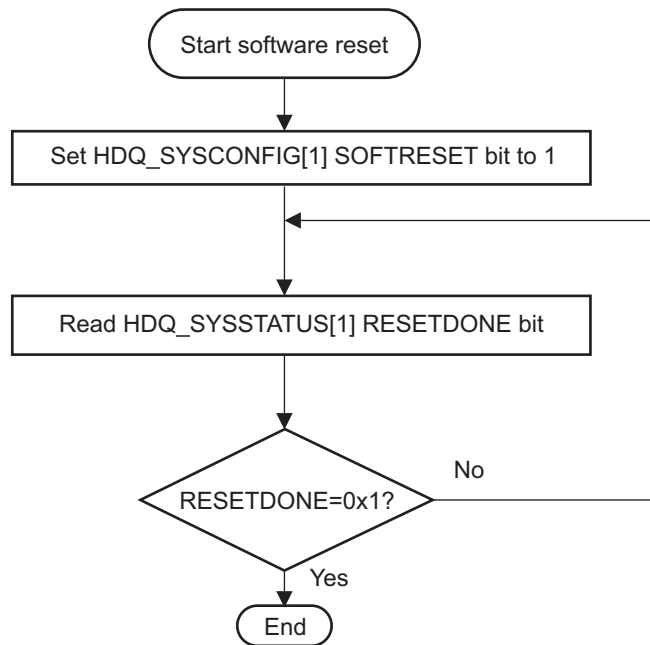 Start software reset
Set HDQ_SYSCONFIG[1] SOFTRESET bit to 1
Read HDQ_SYSSTATUS[1] RESETDONE bit
RESETDONE=0x1?
No
Yes
End